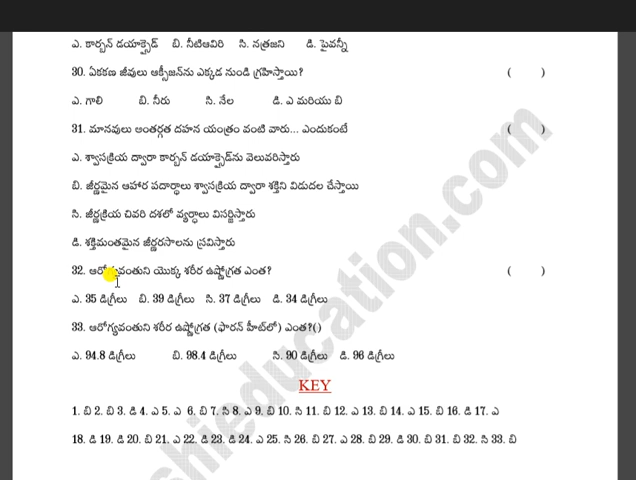 ఎ. కార్బన్ డయాక్సైడ్ బి. నీటిఆవిరి సి. నత్రజని డి. పైవన్నీ
30. ఏకకణ జీవులు ఆక్సీజన్‌ను ఎక్కడ నుండి గ్రహిస్తాయి? ( )
ఎ. గాలి బి. నీరు సి. నేల డి. ఎ మరియు బి
31. మానవులు అంతర్గత దహన యంత్రం వంటి వారు... ఎందుకంటే ( )
ఎ. శ్వాసక్రియ ద్వారా కార్బన్ డయాక్సైడ్‌ను వెలువరిస్తారు
బి. జీర్ణమైన ఆహార పదార్థాలు శ్వాసక్రియ ద్వారా శక్తిని విడుదల చేస్తాయి
సి. జీర్ణక్రియ చివరి దశలో వ్యర్థాలు విసర్జిస్తారు
డి. శక్తిమంతమైన జీర్ణరసాలను స్రవిస్తారు
32. ఆరోగ్యవంతుని యొక్క శరీర ఉష్ణోగ్రత ఎంత? ( )
ఎ. 35 డిగ్రీలు బి. 39 డిగ్రీలు సి. 37 డిగ్రీలు డి. 34 డిగ్రీలు
33. ఆరోగ్యవంతుని శరీర ఉష్ణోగ్రత (ఫారన్ హీట్‌లో) ఎంత?()
ఎ. 94.8 డిగ్రీలు బి. 98.4 డిగ్రీలు సి. 90 డిగ్రీలు డి. 96 డిగ్రీలు
KEY
1. బి 2. బి 3. డి 4. ఎ 5. ఎ 6. బి 7. సి 8. ఎ 9. బి 10. సి 11. బి 12. ఎ 13. బి 14. ఎ 15. బి 16. డి 17. ఎ
18. డి 19. డి 20. బి 21. ఎ 22. డి 23. డి 24. ఎ 25. సి 26. బి 27. ఎ 28. బి 29. డి 30. బి 31. బి 32. సి 33. బి
shieducation.com